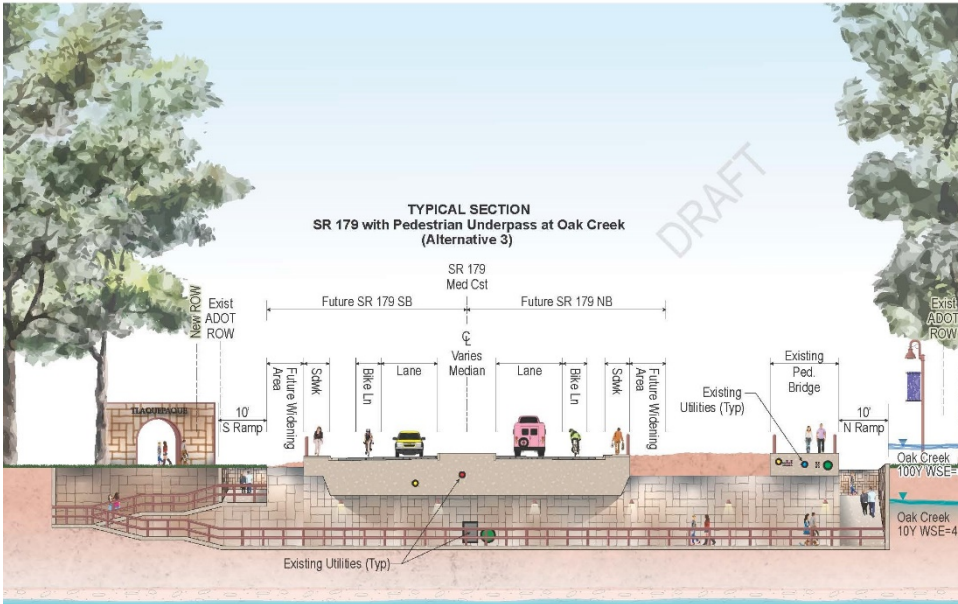 TYPICAL SECTION
SR 179 with Pedestrian Underpass at Oak Creek
(Alternative 3)
DRAFT
SR 179
Med Cst
Future SR 179 SB
Future SR 179 NB
New ROW
Exist
ADOT
ROW
Exist
ADOT
ROW
Future Widening
Area
Sdwk
Bike Ln
Lane
℄
Varies
Median
Lane
Bike Ln
Sdwk
Future Widening
Area
Existing
Ped.
Bridge
Existing
Utilities (Typ)
TLAQUEPAQUE
10'
S Ramp
10'
N Ramp
Oak Creek
100Y WSE=
Oak Creek
10Y WSE=4
Existing Utilities (Typ)